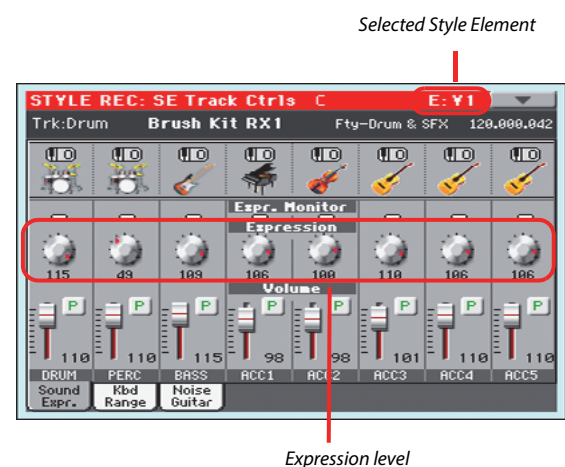 Selected Style Element
STYLE REC: SE Track Ctrls C E:V1
Trk:Drum Brush Kit RX1 Fty-Drum & SFX 120.000.042
Expr. Monitor
Expression
115 49 109 106 100 110 106 106
Volume
P P P P P P P P
110 110 115 98 98 101 110 110
DRUM PERC BASS ACC1 ACC2 ACC3 ACC4 ACC5
Sound Expr. Kbd Range Noise Guitar
Expression level